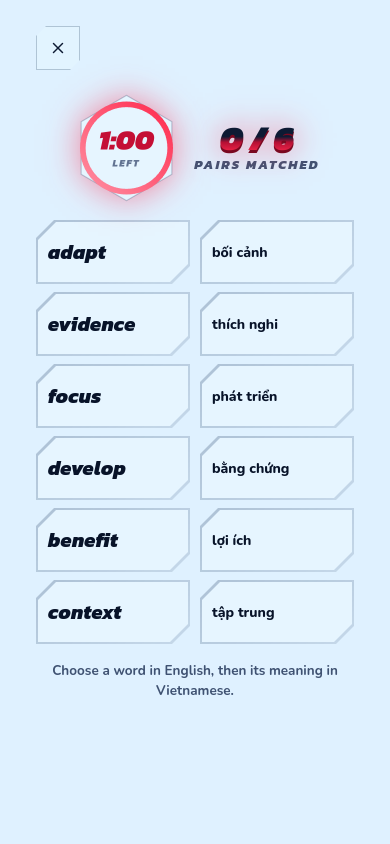 1:00
LEFT
0/6
PAIRS MATCHED
adapt
bối cảnh
evidence
thích nghi
focus
phát triển
develop
bằng chứng
benefit
lợi ích
context
tập trung
Choose a word in English, then its meaning in
Vietnamese.